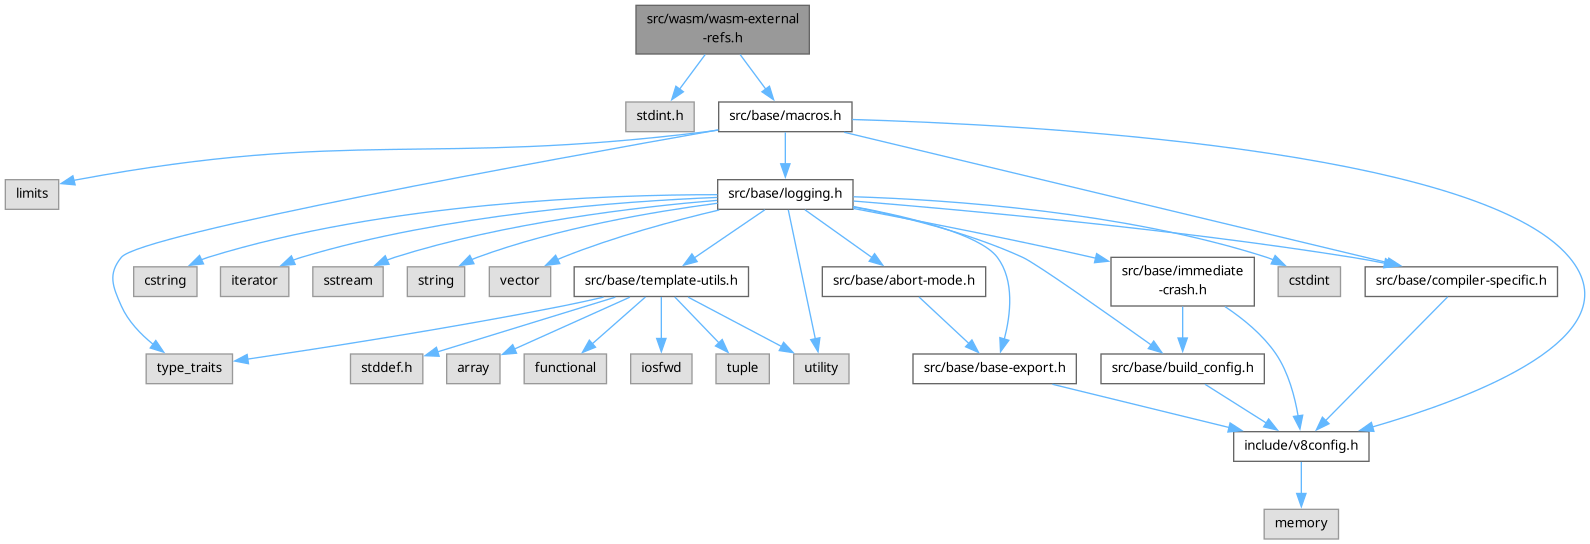 src/wasm/wasm-external
-refs.h
stdint.h
src/base/macros.h
limits
src/base/logging.h
cstring
iterator
sstream
string
vector
src/base/template-utils.h
src/base/abort-mode.h
src/base/immediate
-crash.h
cstdint
src/base/compiler-specific.h
type_traits
stddef.h
array
functional
iosfwd
tuple
utility
src/base/base-export.h
src/base/build_config.h
include/v8config.h
memory